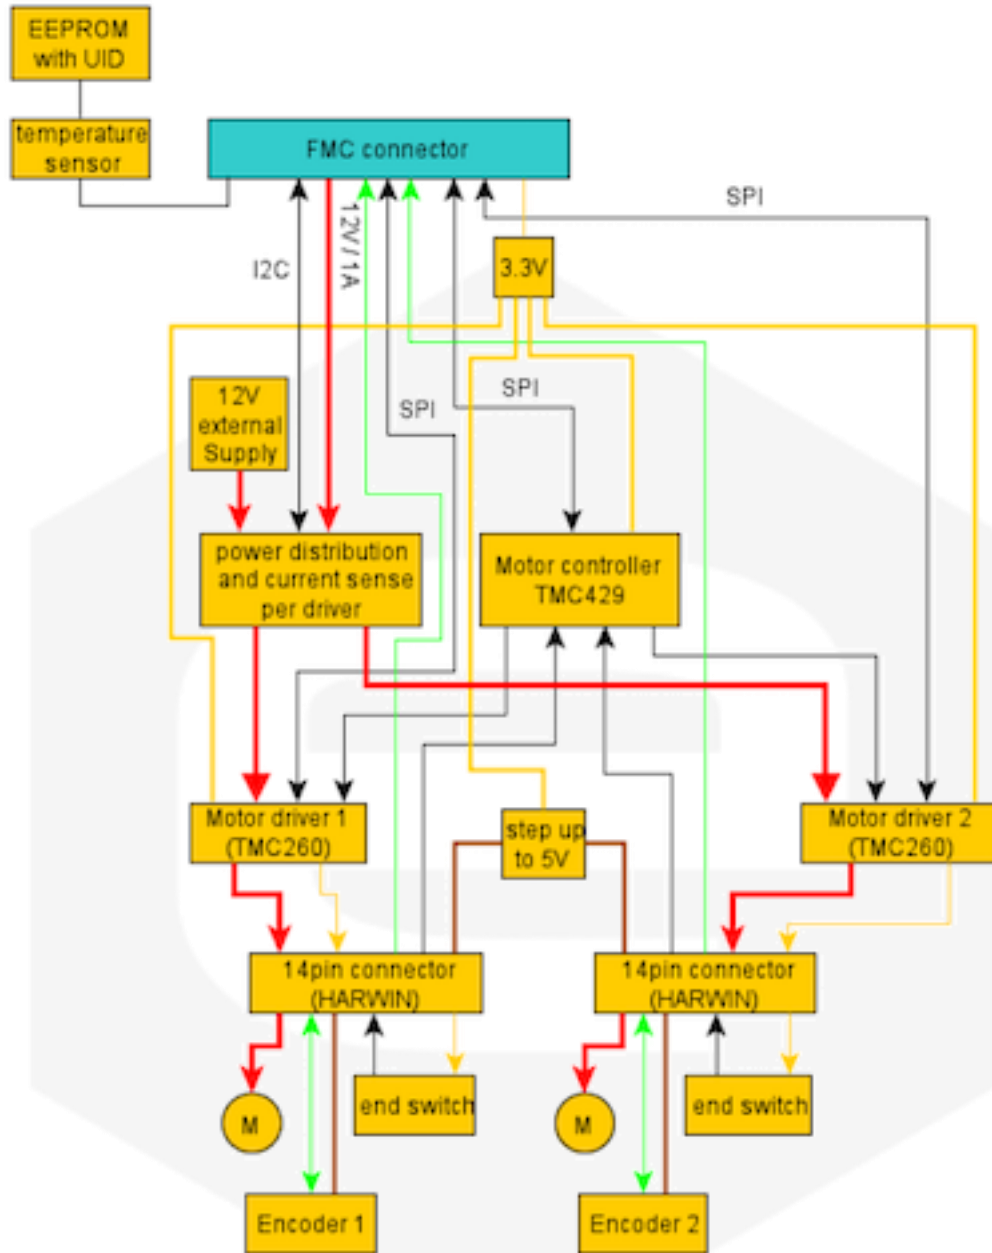 EEPROM
with UID
temperature
sensor
FMC connector
SPI
12V / 1A
I2C
3.3V
12V
external
Supply
SPI
SPI
power distribution
and current sense
per driver
Motor controller
TMC429
Motor driver 1
(TMC260)
step up
to 5V
Motor driver 2
(TMC260)
14pin connector
(HARWIN)
14pin connector
(HARWIN)
M
end switch
M
end switch
Encoder 1
Encoder 2